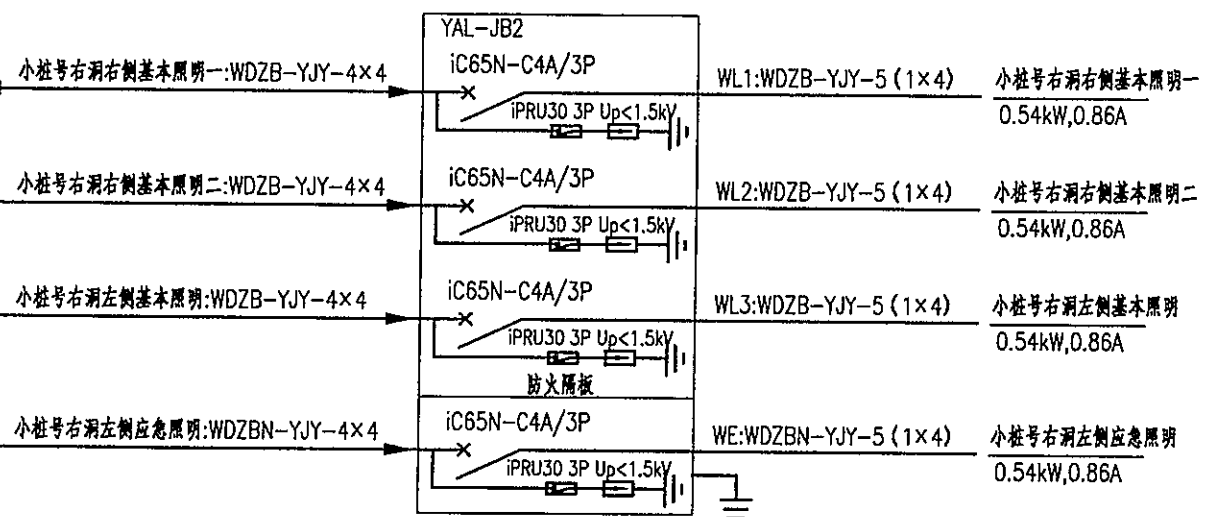 YAL-JB2
小桩号右洞右侧基本照明一:WDZB-YJY-4×4
iC65N-C4A/3P
WL1:WDZB-YJY-5(1×4)
小桩号右洞右侧基本照明一
0.54kW,0.86A
iPRU30 3P Up<1.5kV
小桩号右洞右侧基本照明二:WDZB-YJY-4×4
iC65N-C4A/3P
WL2:WDZB-YJY-5(1×4)
小桩号右洞右侧基本照明二
0.54kW,0.86A
iPRU30 3P Up<1.5kV
小桩号右洞左侧基本照明:WDZB-YJY-4×4
iC65N-C4A/3P
WL3:WDZB-YJY-5(1×4)
小桩号右洞左侧基本照明
0.54kW,0.86A
iPRU30 3P Up<1.5kV
防火隔板
小桩号右洞左侧应急照明:WDZBN-YJY-4×4
iC65N-C4A/3P
WE:WDZBN-YJY-5(1×4)
小桩号右洞左侧应急照明
0.54kW,0.86A
iPRU30 3P Up<1.5kV